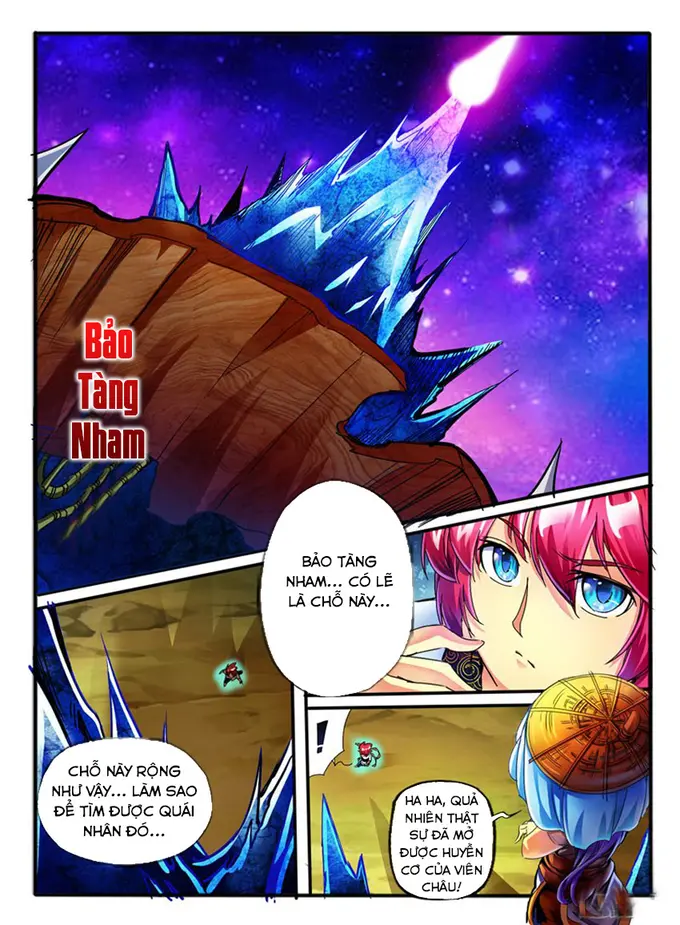 Bảo
Tàng
Nham
BẢO TÀNG
NHAM... CÓ LẼ
LÀ CHỖ NÀY...
CHỖ NÀY RỘNG
NHƯ VẬY... LÀM SAO
ĐỂ TÌM ĐƯỢC QUÁI
NHÂN ĐÓ...
!
HA HA, QUẢ
NHIÊN THẬT
SỰ ĐÃ MỞ
ĐƯỢC HUYỀN
CƠ CỦA VIÊN
CHÂU!